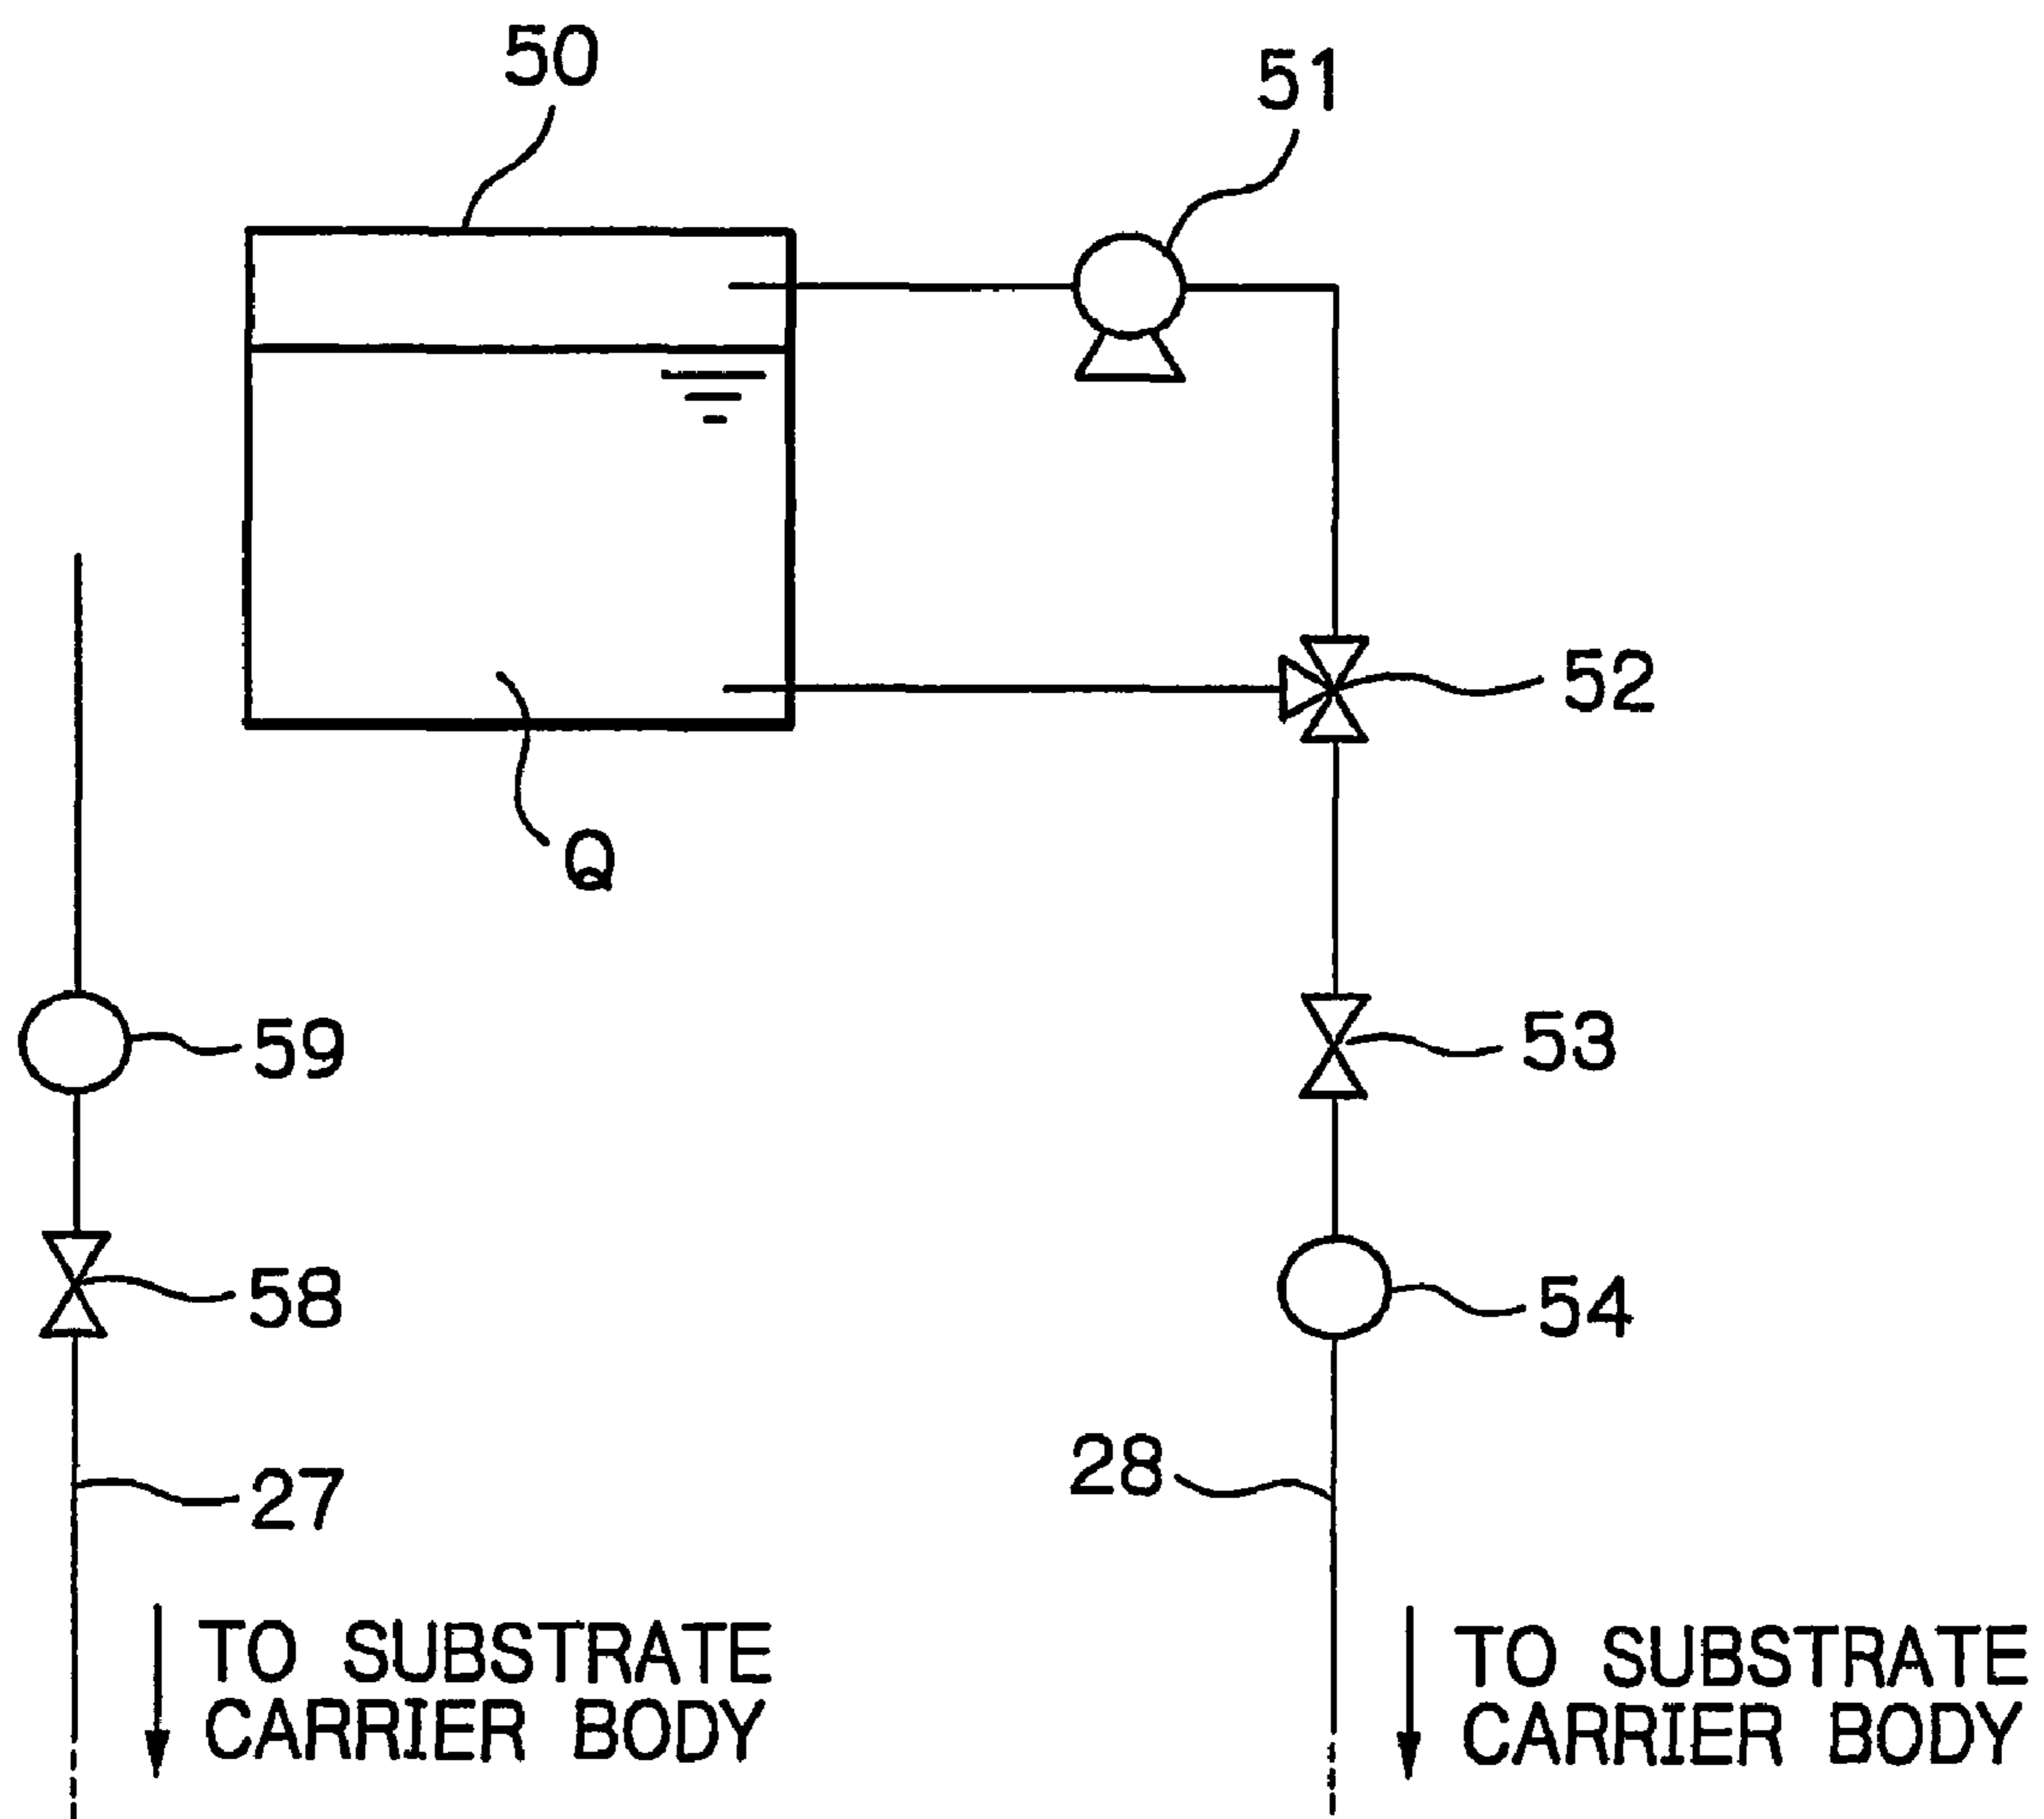 50
51
52
Q
59
53
58
54
27
28
TO SUBSTRATE
CARRIER BODY
TO SUBSTRATE
CARRIER BODY